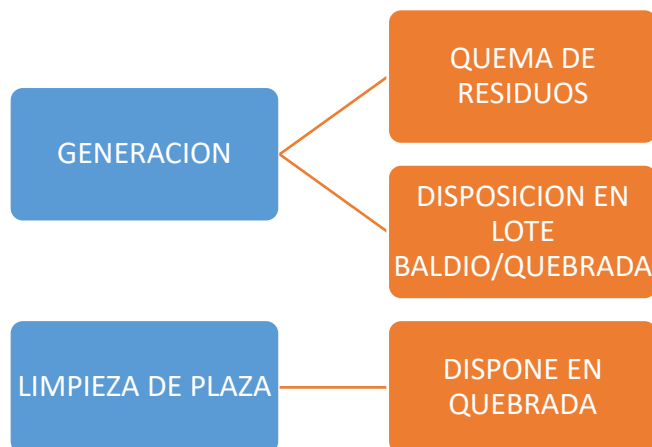 GENERACION
QUEMA DE
RESIDUOS
DISPOSICION EN
LOTE
BALDIO/QUEBRADA
LIMPIEZA DE PLAZA
DISPONE EN
QUEBRADA